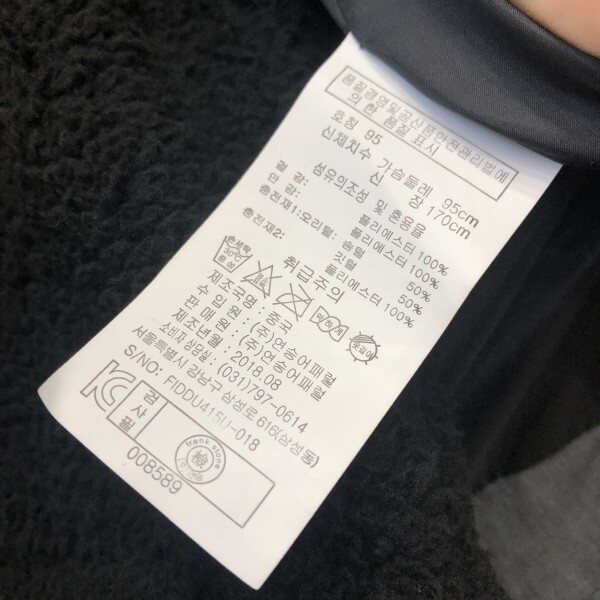 품질경영및공산품안전관리법에
의한 품질 표시
호칭 95
신체치수 가슴둘레 95cm
신 장 170cm
섬유의조성 및 혼용율
겉 감: 폴리에스터 100%
안 감: 폴리에스터 100%
충전재1:오리털: 솜털 50%
깃털 50%
충전재2: 폴리에스터 100%
취급주의
30℃
중성
제조국명 : 중국
수 입 원 : (주)연승어패럴
판 매 원 : (주)연승어패럴
제조년월 : 2018.08
소비자 상담실: (031)797-0614
서울특별시 강남구 삼성로 616(삼성동)
S/NO: FIDDU415U-018
검사필
frank stone
檢
008589